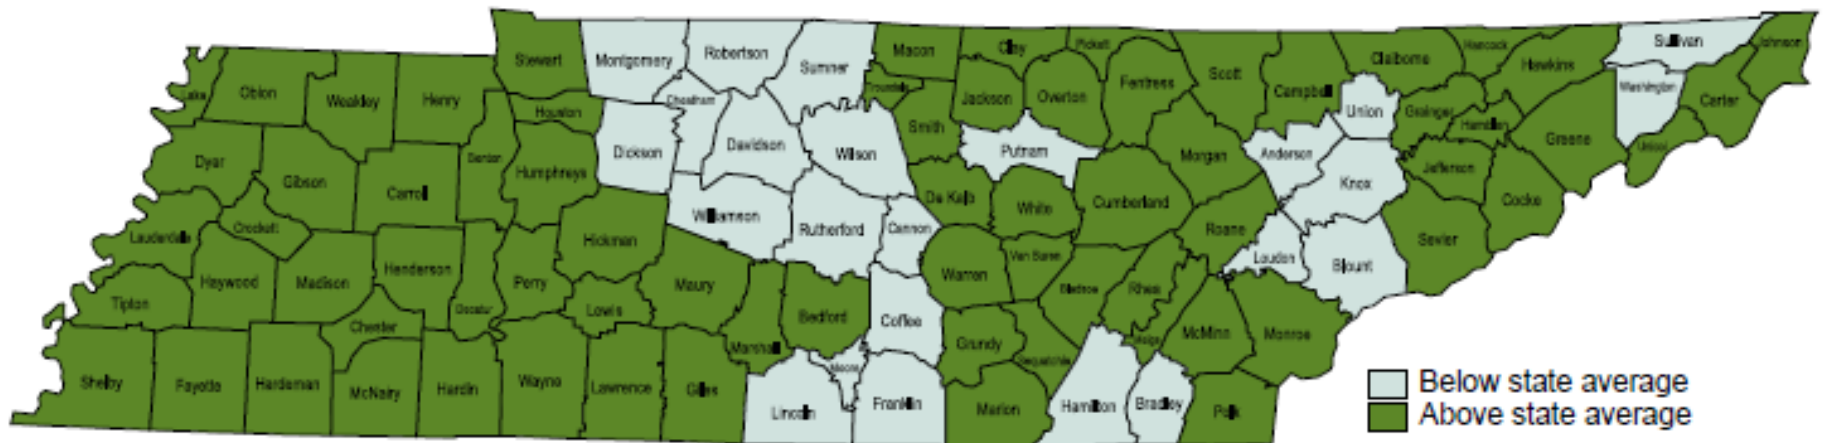 Stewart Montgomery Robertson Sumner Macon Clay Pickett Fentress Scott Campbell Claiborne Hancock Hawkins Sullivan Johnson
Lake Obion Weakley Henry Houston Cheatham Trousdale Jackson Overton Union Grainger Hamblen Washington Carter
Dyer Gibson Carroll Benton Humphreys Dickson Davidson Wilson Smith Putnam Morgan Anderson Knox Jefferson Greene Unicoi
Lauderdale Crockett Hickman Williamson Rutherford Cannon De Kalb White Cumberland Roane Sevier Cocke
Tipton Haywood Madison Henderson Decatur Perry Lewis Maury Bedford Coffee Warren Van Buren Bledsoe Rhea Loudon Blount
Chester Marshall Moore Grundy Sequatchie Meigs McMinn Monroe
Shelby Fayette Hardeman McNairy Hardin Wayne Lawrence Giles Lincoln Franklin Marion Hamilton Bradley Polk
Below state average
Above state average